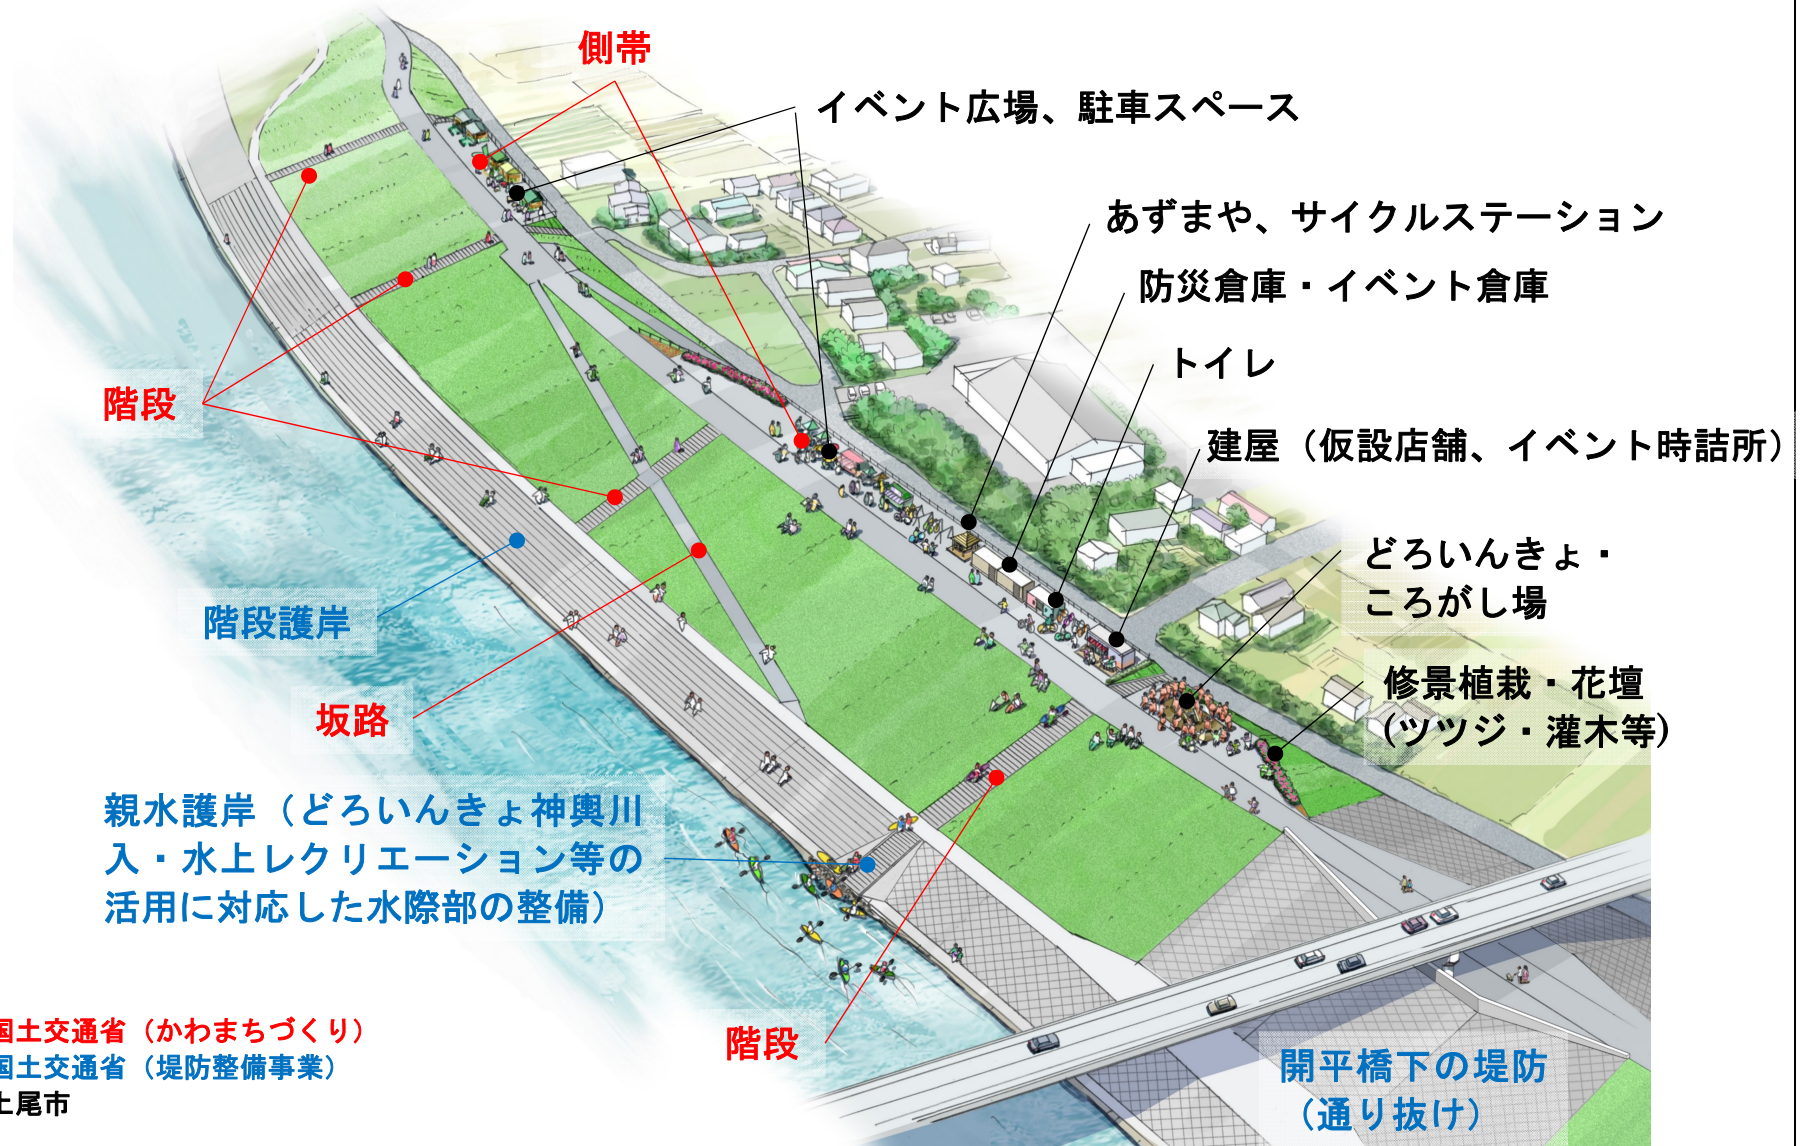 側帯
イベント広場、駐車スペース
あずまや、サイクルステーション
防災倉庫・イベント倉庫
トイレ
階段
建屋（仮設店舗、イベント時詰所）
どろいんきょ・
ころがし場
階段護岸
修景植栽・花壇
（ツツジ・灌木等）
坂路
親水護岸（どろいんきょ神輿川
入・水上レクリエーション等の
活用に対応した水際部の整備）
階段
国土交通省（かわまちづくり）
国土交通省（堤防整備事業）
上尾市
開平橋下の堤防
（通り抜け）